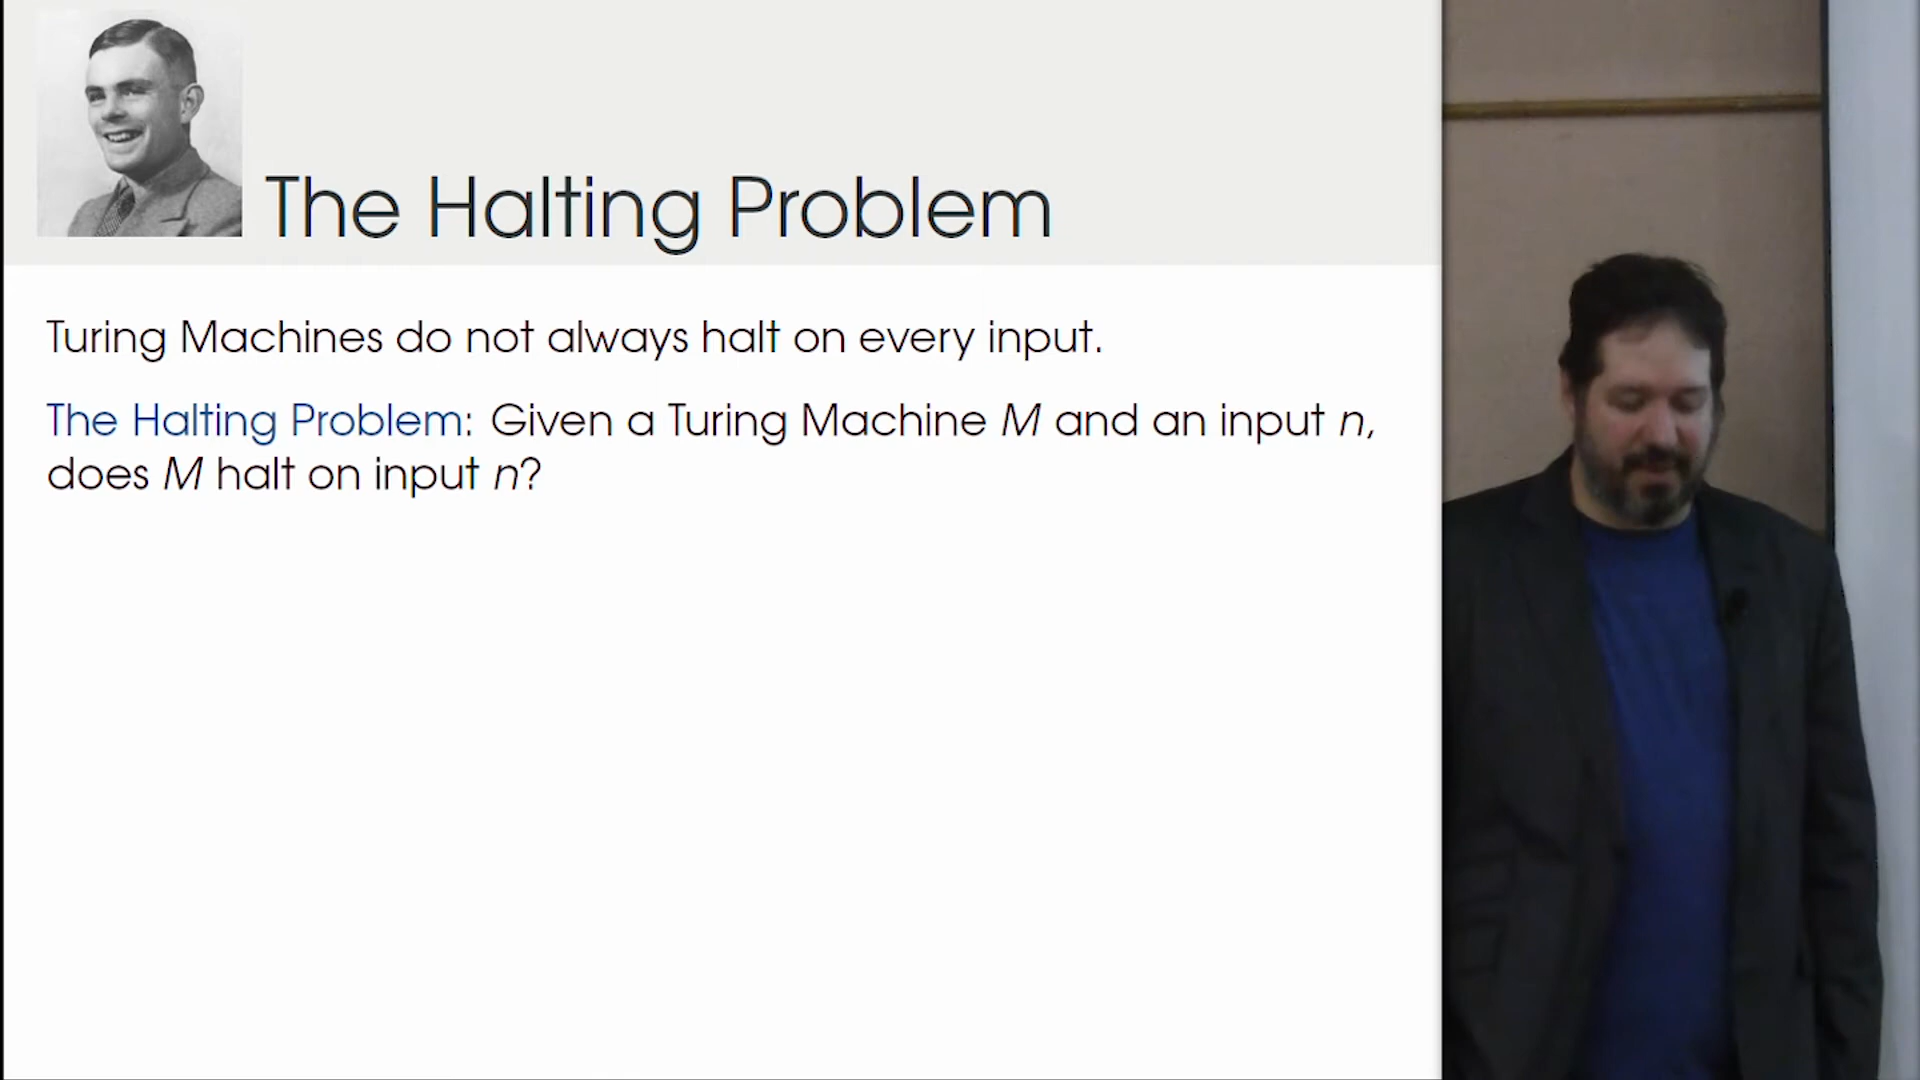 The Halting Problem
Turing Machines do not always halt on every input.
The Halting Problem: Given a Turing Machine M and an input n,
does M halt on input n?